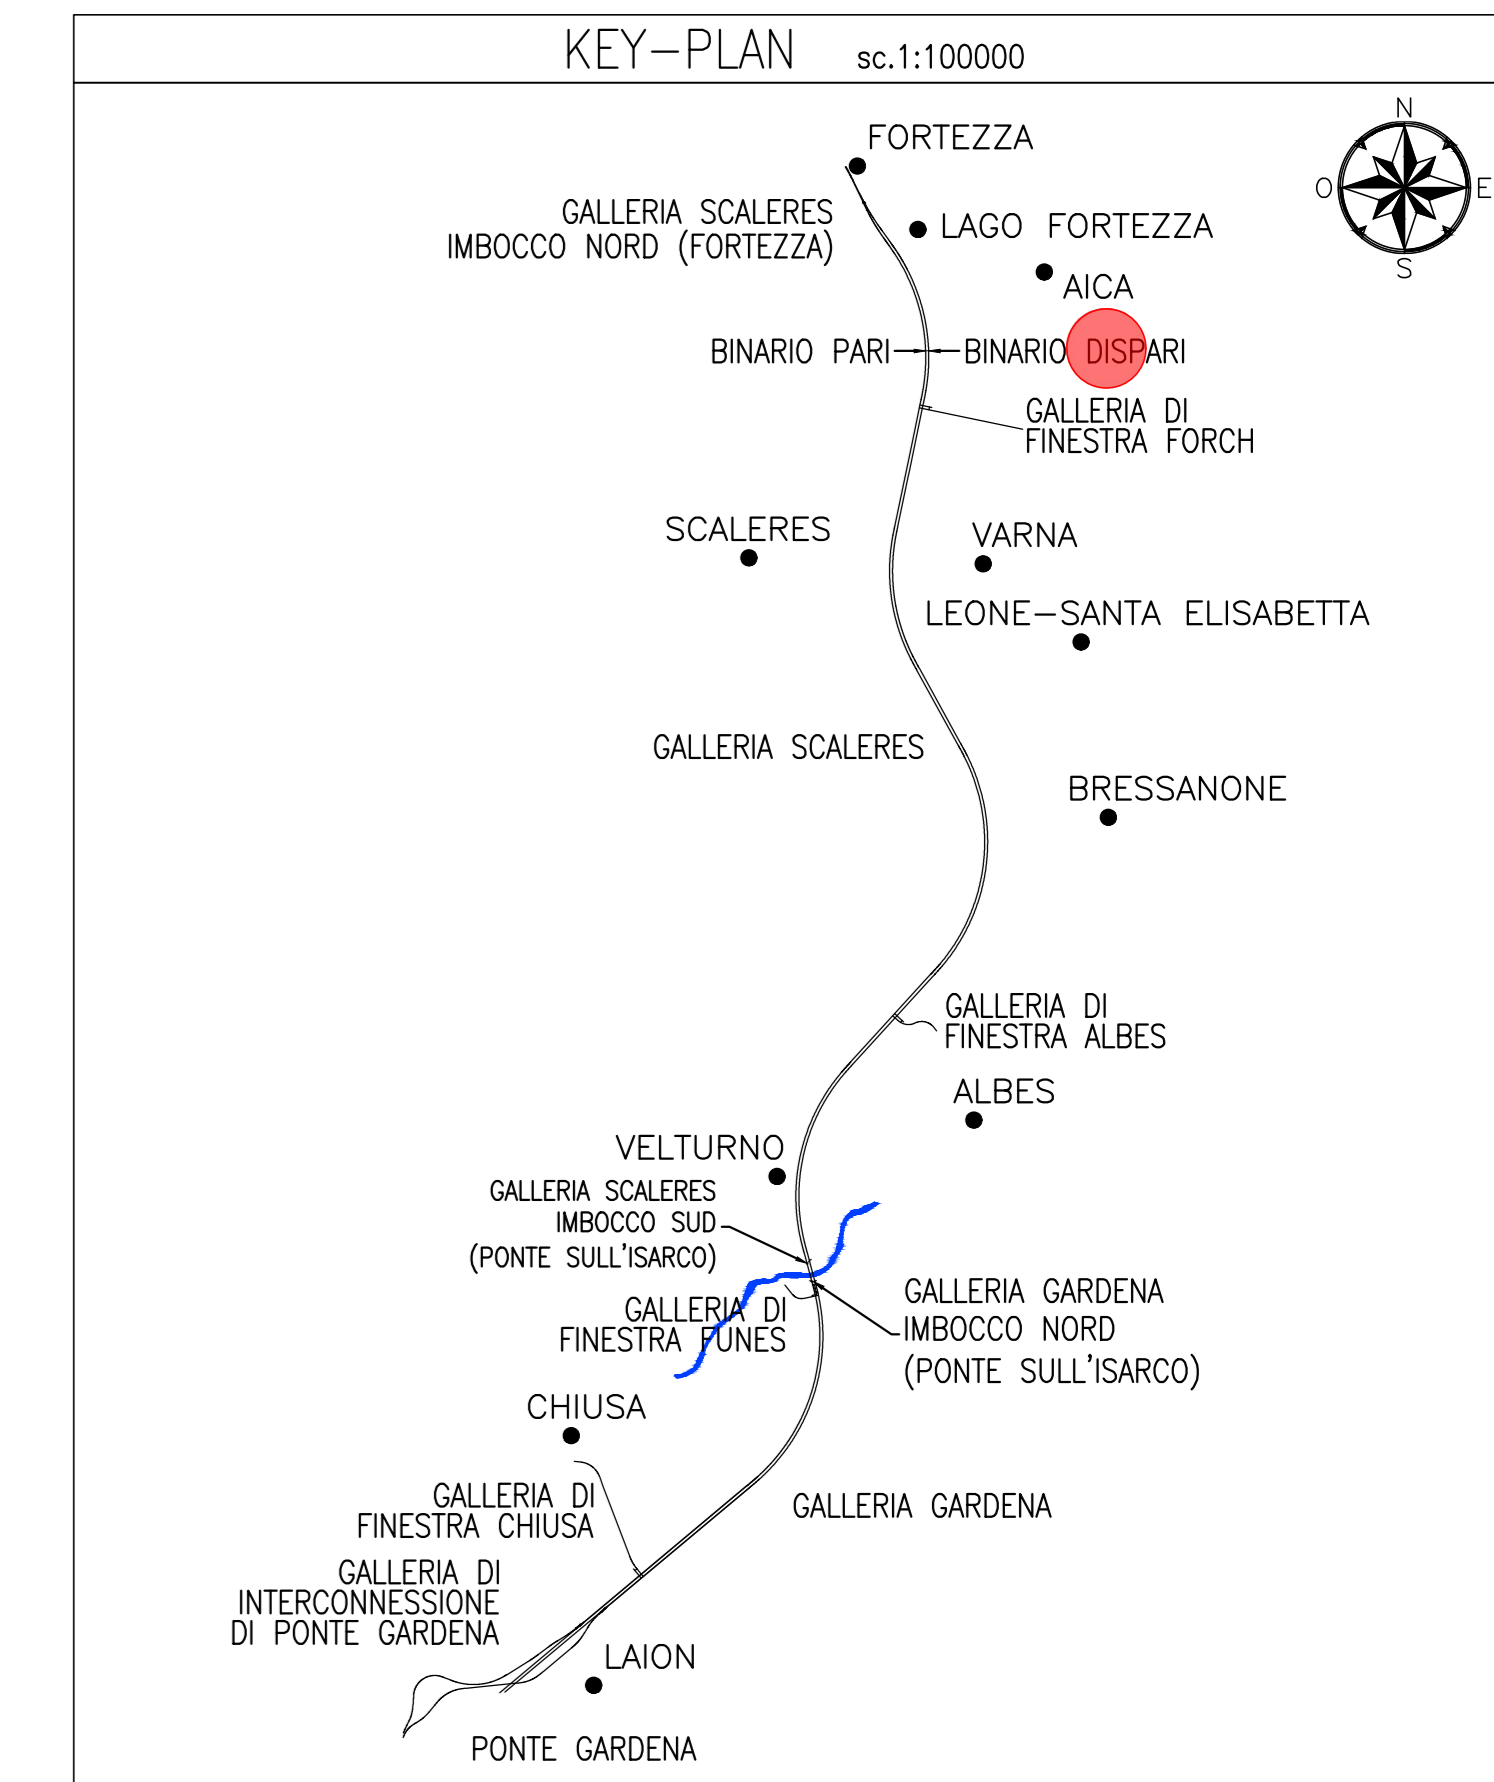 KEY-PLAN sc.1:100000
N
O
E
S
FORTEZZA
GALLERIA SCALERES
IMBOCCO NORD (FORTEZZA)
LAGO FORTEZZA
AICA
BINARIO PARI
BINARIO DISPARI
GALLERIA DI
FINESTRA FORCH
SCALERES
VARNA
LEONE-SANTA ELISABETTA
GALLERIA SCALERES
BRESSANONE
GALLERIA DI
FINESTRA ALBES
ALBES
VELTURNO
GALLERIA SCALERES
IMBOCCO SUD
(PONTE SULL'ISARCO)
GALLERIA GARDENA
IMBOCCO NORD
(PONTE SULL'ISARCO)
GALLERIA DI
FINESTRA FUNES
CHIUSA
GALLERIA DI
FINESTRA CHIUSA
GALLERIA GARDENA
GALLERIA DI
INTERCONNESSIONE
DI PONTE GARDENA
LAION
PONTE GARDENA